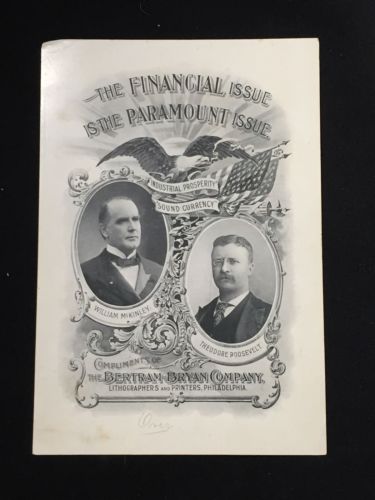 THE FINANCIAL ISSUE
IS THE PARAMOUNT ISSUE.
INDUSTRIAL PROSPERITY
SOUND CURRENCY
WILLIAM McKINLEY.
THEODORE ROOSEVELT.
COMPLIMENTS OF
THE BERTRAM-BRYAN COMPANY,
LITHOGRAPHERS AND PRINTERS, PHILADELPHIA.